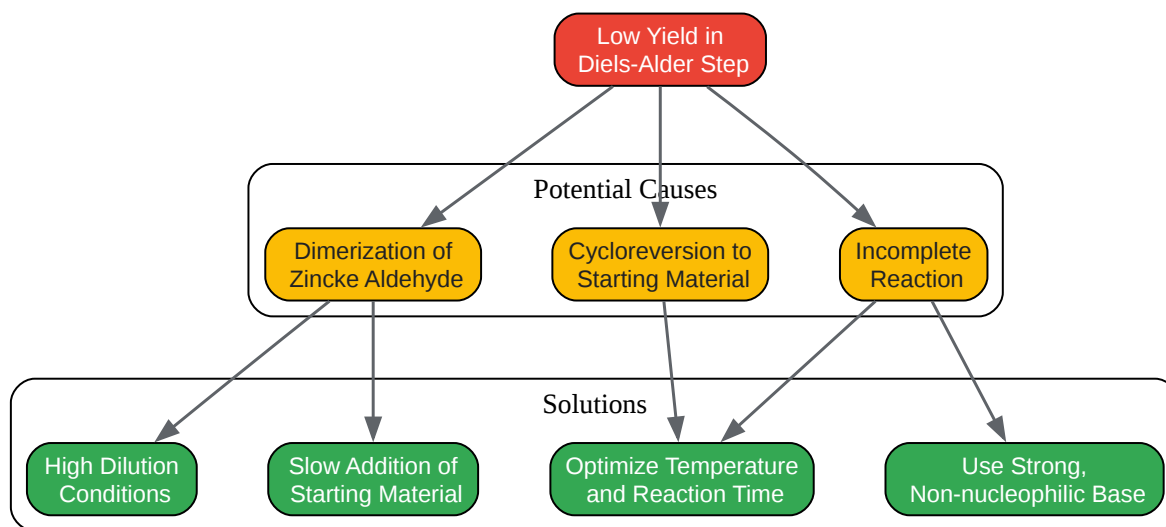 Low Yield in
Diels-Alder Step
Potential Causes
Dimerization of
Zincke Aldehyde
Cycloreversion to
Starting Material
Incomplete
Reaction
Solutions
High Dilution
Conditions
Slow Addition of
Starting Material
Optimize Temperature
and Reaction Time
Use Strong,
Non-nucleophilic Base